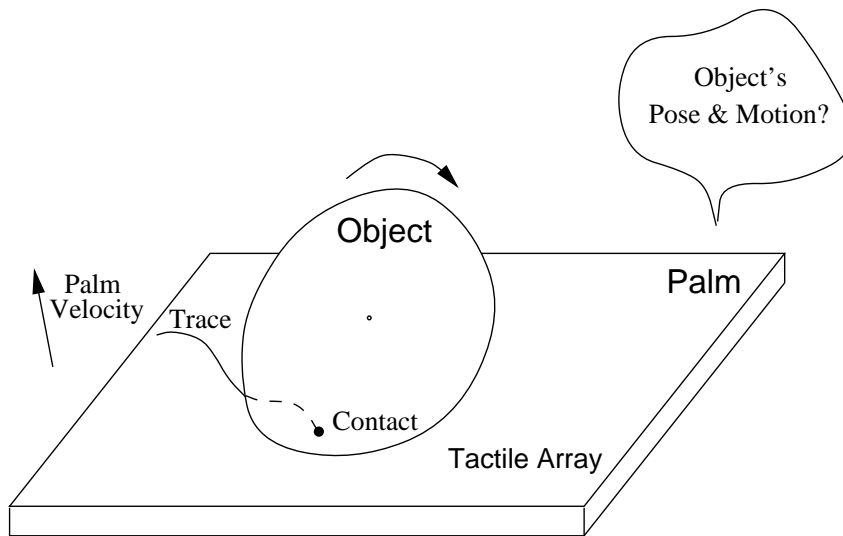 Object's
Pose & Motion?
Object
Palm
Palm
Velocity
Trace
Contact
Tactile Array